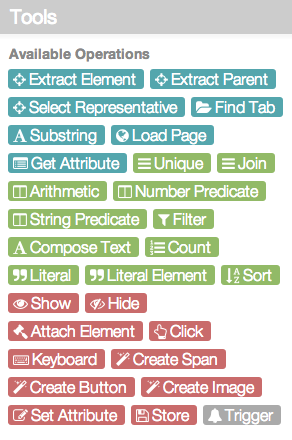 Tools
Available Operations
Extract Element Extract Parent
Select Representative Find Tab
Substring Load Page
Get Attribute Unique Join
Arithmetic Number Predicate
String Predicate Filter
Compose Text Count
Literal Literal Element Sort
Show Hide
Attach Element Click
Keyboard Create Span
Create Button Create Image
Set Attribute Store Trigger